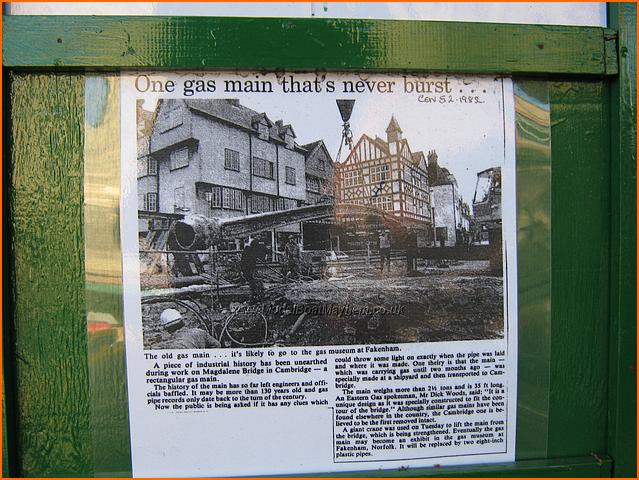 One gas main that's never burst . . .
CEN 5.2.1982
www.ModelBoatMayhem.co.uk
The old gas main . . . it's likely to go to the gas museum at Fakenham.
A piece of industrial history has been unearthed
during work on Magdalene Bridge in Cambridge — a
rectangular gas main.
The history of the main has so far left engineers and offi-
cials baffled. It may be more than 130 years old and gas
pipe records only date back to the turn of the century.
Now the public is being asked if it has any clues which
could throw some light on exactly when the pipe was laid
and where it was made. One theiry is that the main —
which was carrying gas until two months ago — was
specially made at a shipyard and then transported to Cam-
bridge.
The main weighs more than 2½ tons and is 35 ft long.
An Eastern Gas spokesman, Mr Dick Woods, said: "It is a
unique design as it was specially constructed to fit the con-
tour of the bridge." Although similar gas mains have been
found elsewhere in the country, the Cambridge one is be-
lieved to be the first removed intact.
A giant crane was used on Tuesday to lift the main from
the bridge, which is being strengthened. Eventually the gas
main may become an exhibit in the gas museum at
Fakenham, Norfolk. It will be replaced by two eight-inch
plastic pipes.